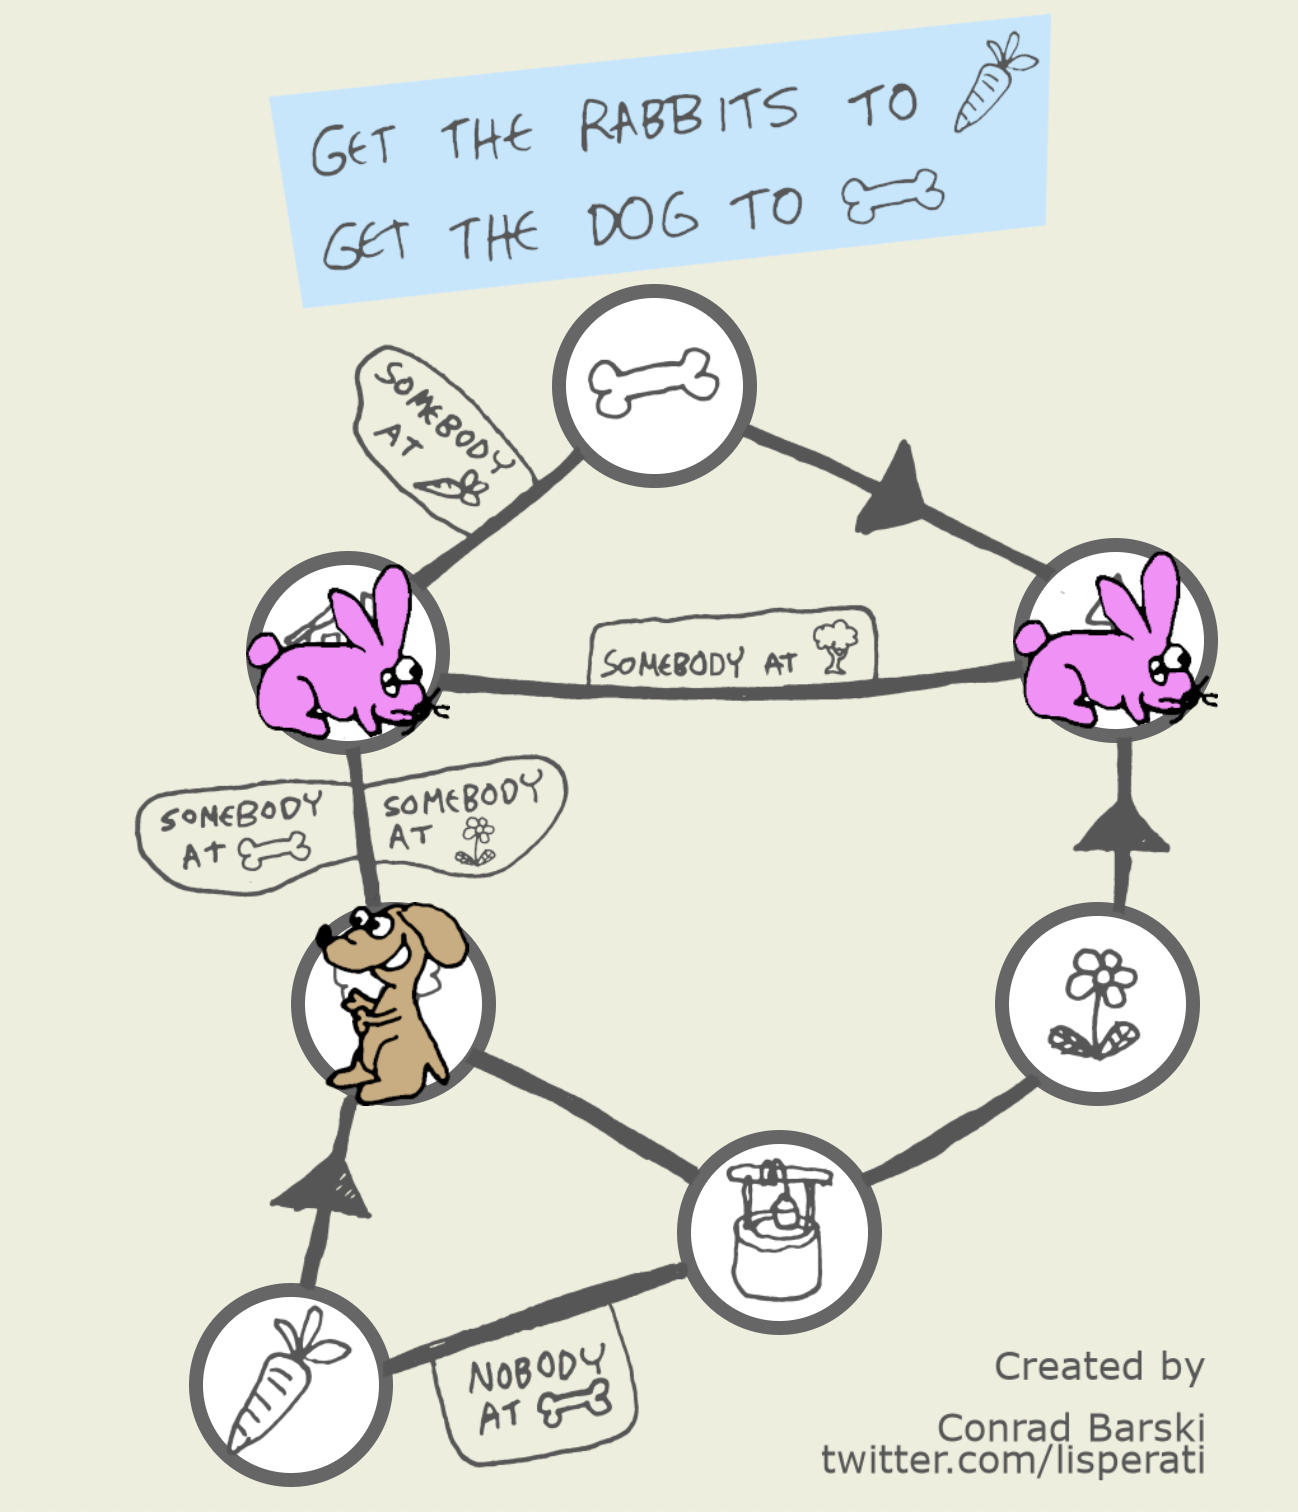 GET THE RABBITS TO
GET THE DOG TO
SOMEBODY
AT
SOMEBODY AT
SOMEBODY
AT
SOMEBODY
AT
NOBODY
AT
Created by
Conrad Barski
twitter.com/lisperati